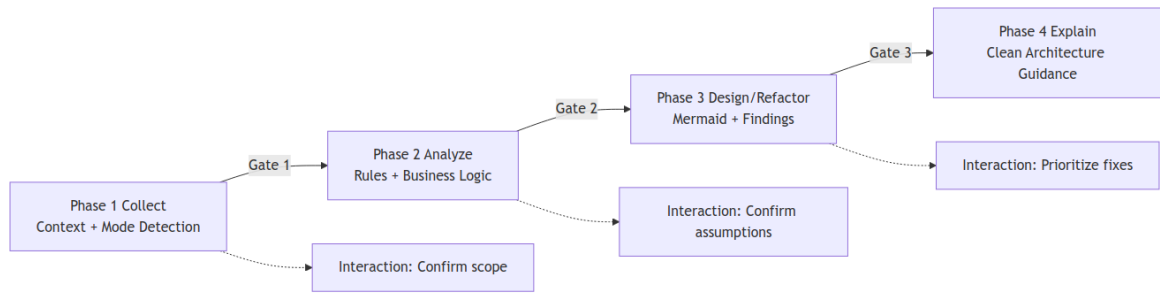 Phase 1 Collect
Context + Mode Detection
Gate 1
Interaction: Confirm scope
Phase 2 Analyze
Rules + Business Logic
Gate 2
Interaction: Confirm
assumptions
Phase 3 Design/Refactor
Mermaid + Findings
Gate 3
Interaction: Prioritize fixes
Phase 4 Explain
Clean Architecture
Guidance